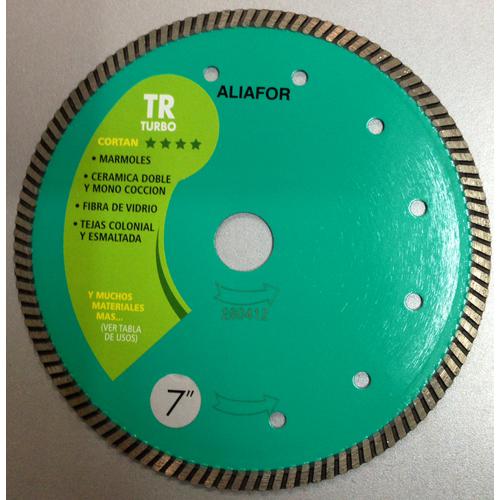 ALIAFOR
TR
TURBO
CORTAN ★★★★
• MARMOLES
• CERAMICA DOBLE
Y MONO COCCION
• FIBRA DE VIDRIO
• TEJAS COLONIAL
Y ESMALTADA
Y MUCHOS
MATERIALES
MAS...
(VER TABLA
DE USOS)
280412
7"